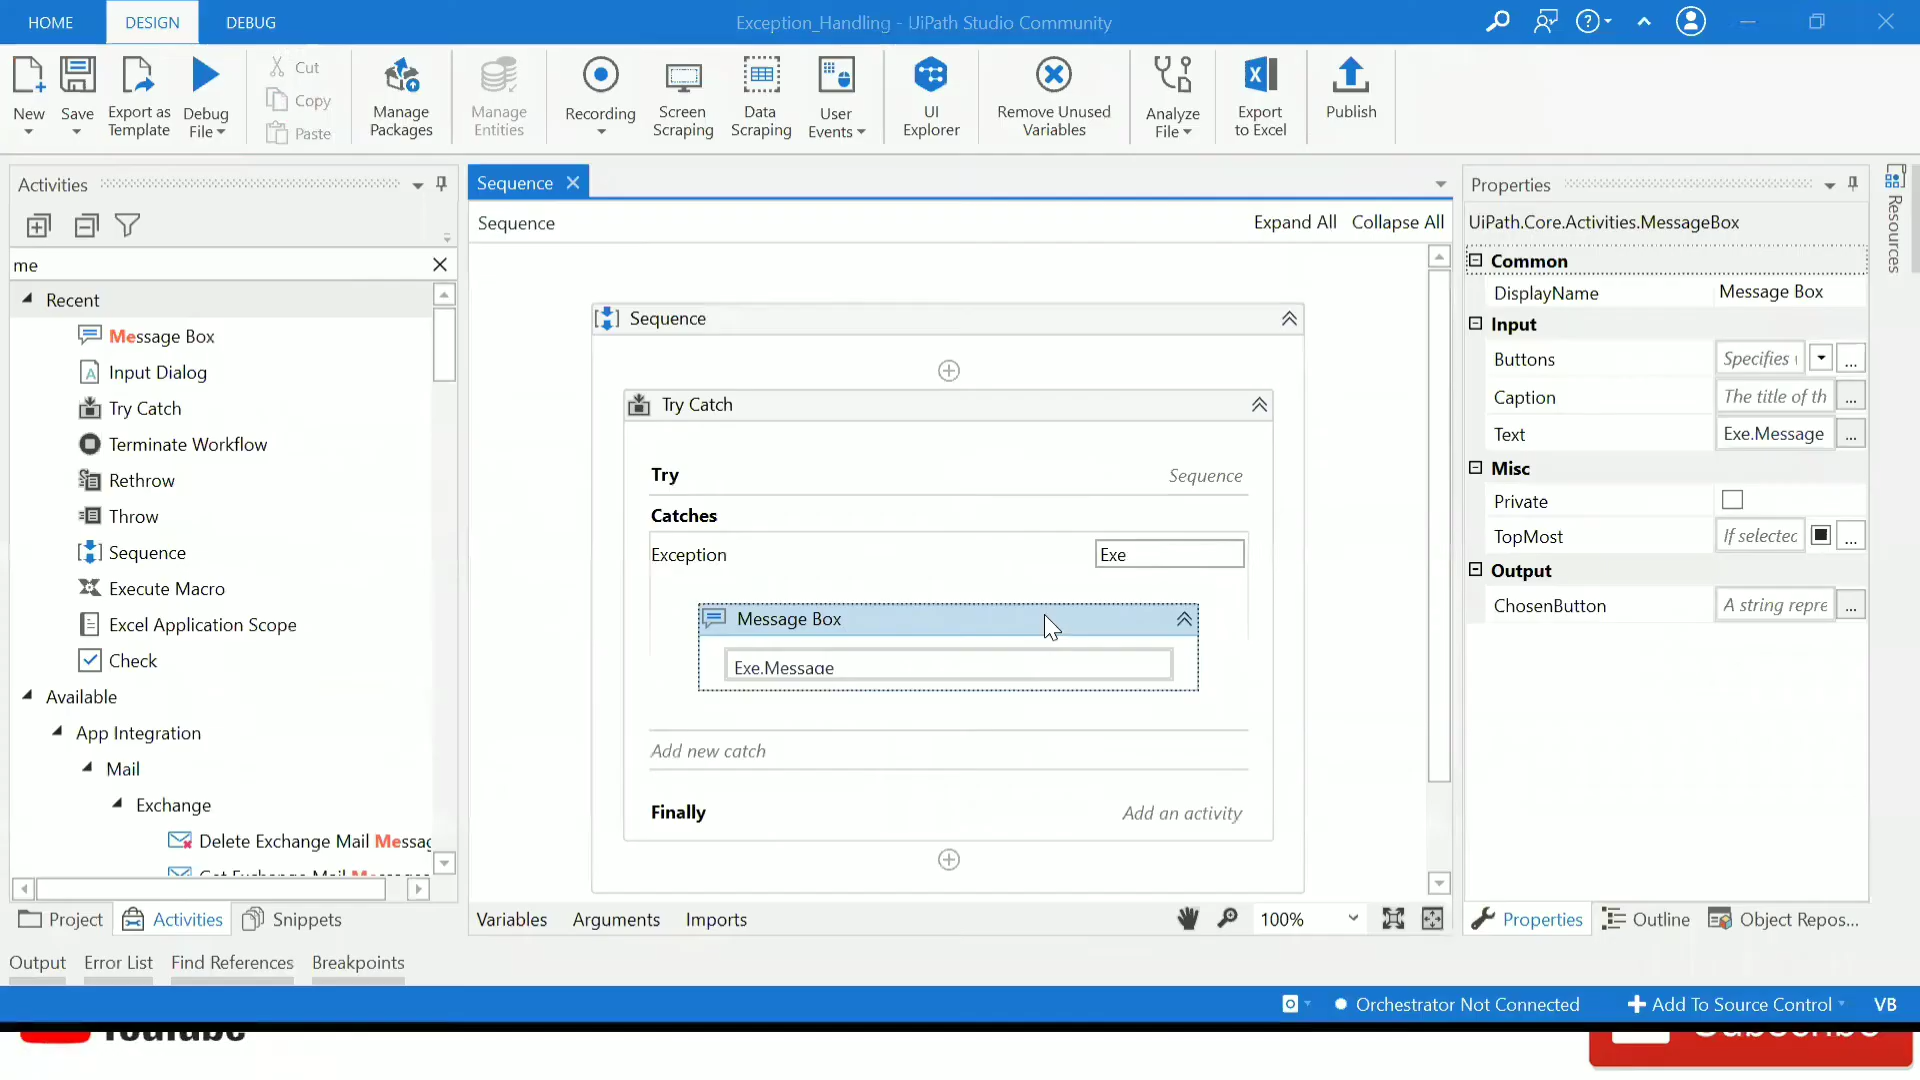 HOME
DESIGN
DEBUG
Exception_Handling - UiPath Studio Community
New
Save
Export as
Template
Debug
File
Cut
Copy
Paste
Manage
Packages
Manage
Entities
Recording
Screen
Scraping
Data
Scraping
User
Events
UI
Explorer
Remove Unused
Variables
Analyze
File
Export
to Excel
Publish
Activities
me
Recent
Message Box
Input Dialog
Try Catch
Terminate Workflow
Rethrow
Throw
Sequence
Execute Macro
Excel Application Scope
Check
Available
App Integration
Mail
Exchange
Delete Exchange Mail Messag
Get Exchange Mail Messages
Project
Activities
Snippets
Sequence
Sequence
Expand All
Collapse All
Sequence
Try Catch
Try
Sequence
Catches
Exception
Exe
Message Box
Exe.Message
Add new catch
Finally
Add an activity
Variables
Arguments
Imports
100%
Properties
UiPath.Core.Activities.MessageBox
Common
DisplayName
Message Box
Input
Buttons
Specifies
...
Caption
The title of th
...
Text
Exe.Message
...
Misc
Private
TopMost
If selectec
...
Output
ChosenButton
A string repre
...
Resources
Properties
Outline
Object Repos...
Output
Error List
Find References
Breakpoints
Orchestrator Not Connected
Add To Source Control
VB
YouTube
Subscribe